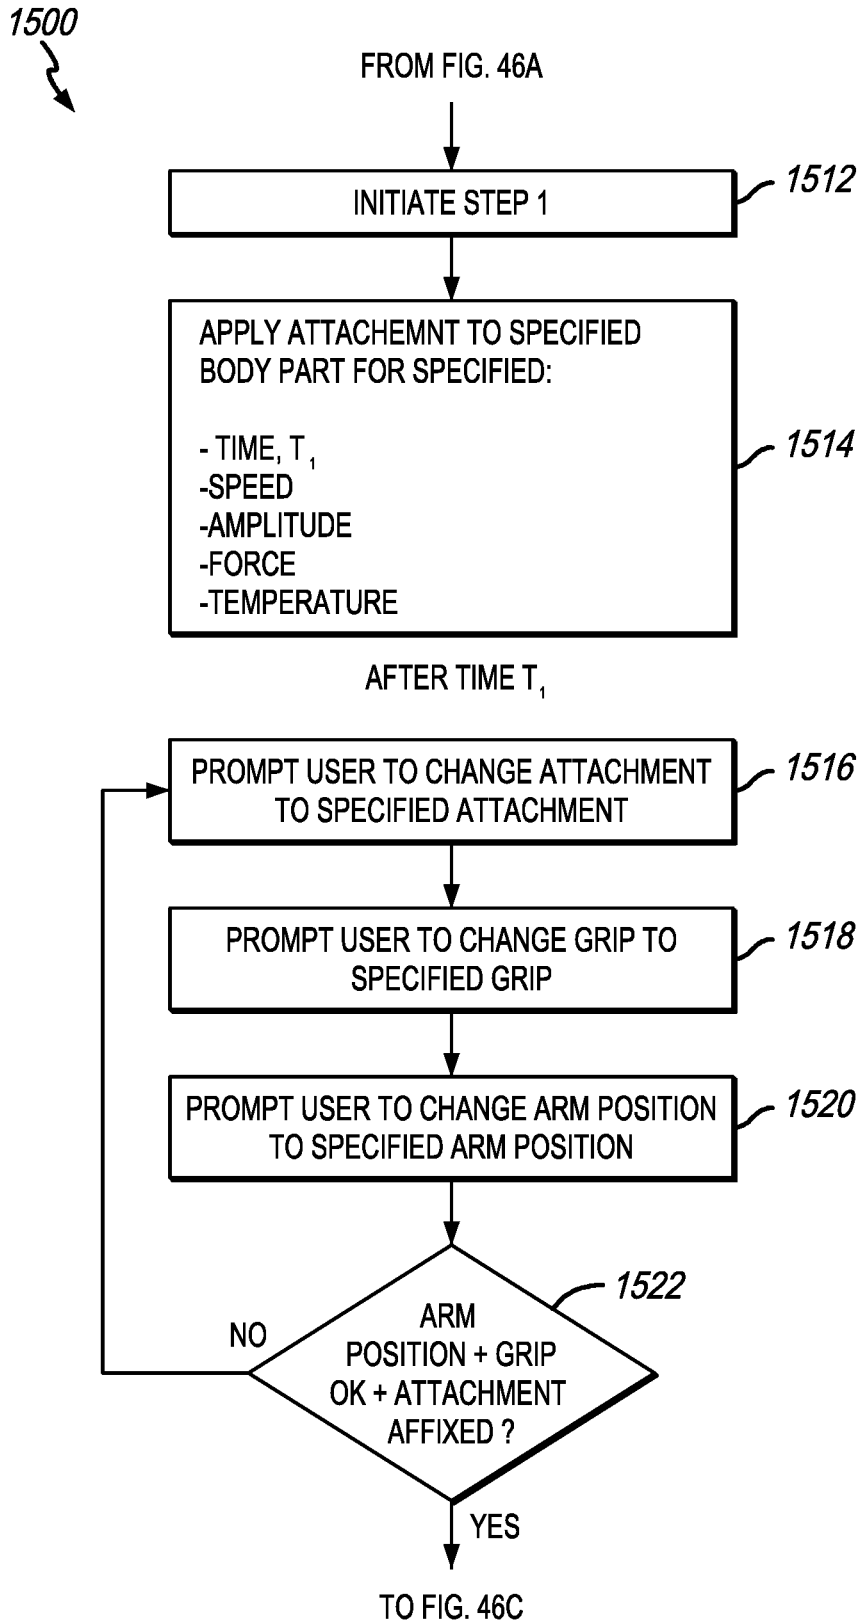 1500
FROM FIG. 46A
INITIATE STEP 1
1512
APPLY ATTACHEMNT TO SPECIFIED
BODY PART FOR SPECIFIED:
- TIME, T₁
-SPEED
-AMPLITUDE
-FORCE
-TEMPERATURE
1514
AFTER TIME T₁
PROMPT USER TO CHANGE ATTACHMENT
TO SPECIFIED ATTACHMENT
1516
PROMPT USER TO CHANGE GRIP TO
SPECIFIED GRIP
1518
PROMPT USER TO CHANGE ARM POSITION
TO SPECIFIED ARM POSITION
1520
ARM
POSITION + GRIP
OK + ATTACHMENT
AFFIXED ?
1522
NO
YES
TO FIG. 46C